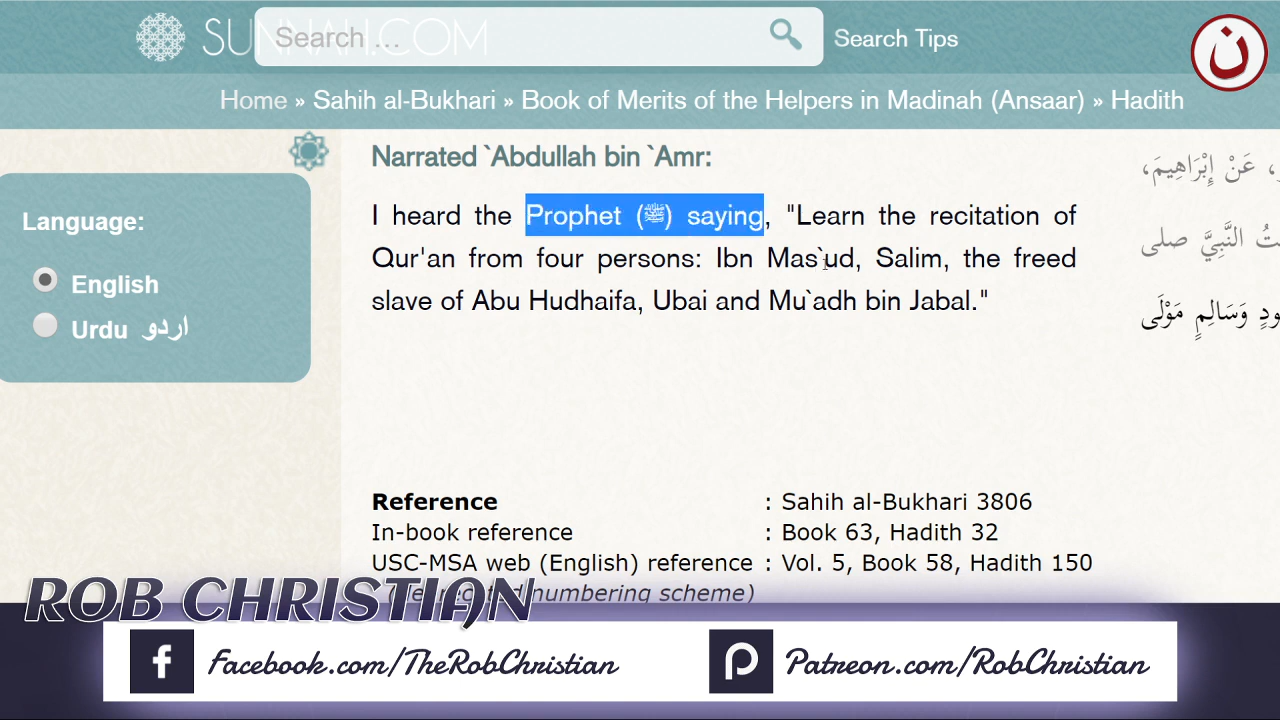 SUNNAH.COM
Search ...
Search Tips
ن
Home » Sahih al-Bukhari » Book of Merits of the Helpers in Madinah (Ansaar) » Hadith
Language:
English
Urdu اردو
Narrated `Abdullah bin `Amr:
I heard the Prophet (ﷺ) saying, "Learn the recitation of
Qur'an from four persons: Ibn Mas`ud, Salim, the freed
slave of Abu Hudhaifa, Ubai and Mu`adh bin Jabal."
، عَنْ إِبْرَاهِيمَ،
النَّبِيَّ صلى
وَسَالِمٍ مَوْلَى
Reference : Sahih al-Bukhari 3806
In-book reference : Book 63, Hadith 32
USC-MSA web (English) reference : Vol. 5, Book 58, Hadith 150
numbering scheme)
ROB CHRISTIAN
Facebook.com/TheRobChristian
Patreon.com/RobChristian